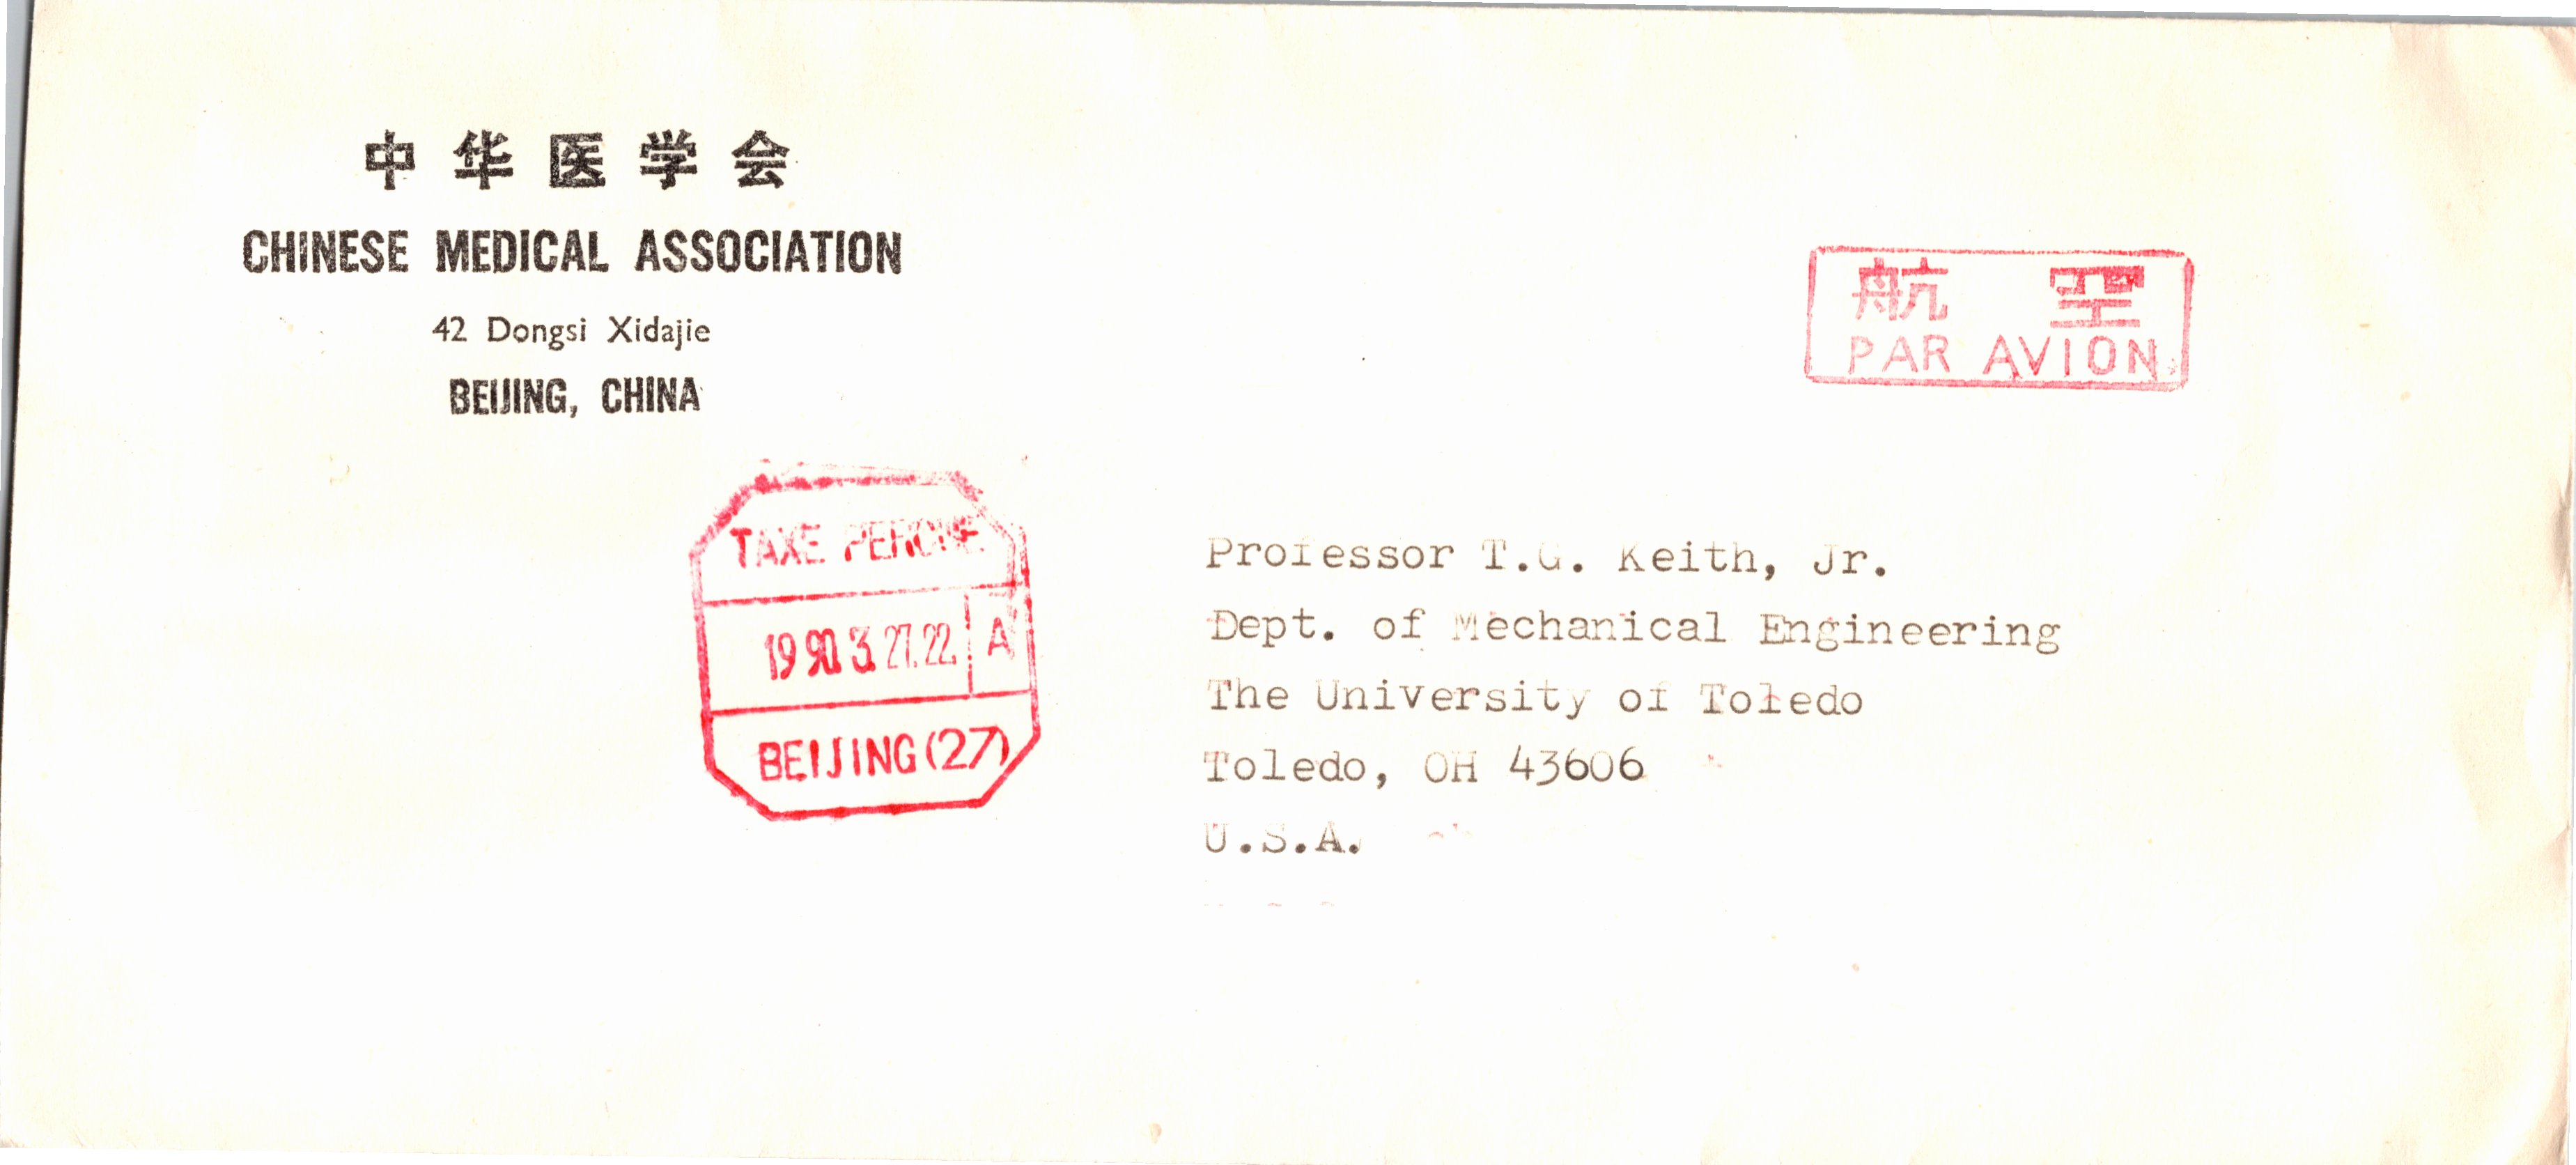 中华医学会
CHINESE MEDICAL ASSOCIATION
42 Dongsi Xidajie
BEIJING, CHINA
航空
PAR AVION
TAXE PERCUE
1990.3.27.22. A
BEIJING (27)
Professor T.G. Keith, Jr.
Dept. of Mechanical Engineering
The University of Toledo
Toledo, OH 43606
U.S.A.